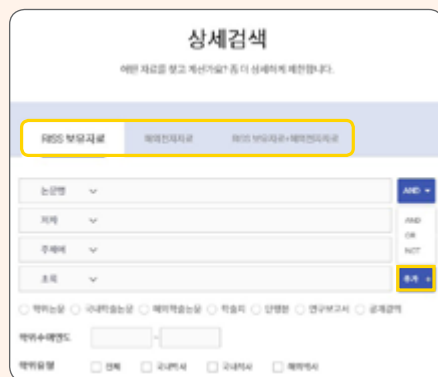 상세검색
어떤 자료를 찾고 계신가요? 좀 더 상세하게 제한합니다.
RISS 보유자료 해외전자자료 RISS 보유자료+해외전자자료
논문명 AND
저자 AND
OR
주제어 NOT
초록 추가 +
학위논문 국내학술논문 해외학술논문 학술지 단행본 연구보고서 공개강의
학위수여연도 -
학위유형 전체 국내박사 국내석사 해외박사